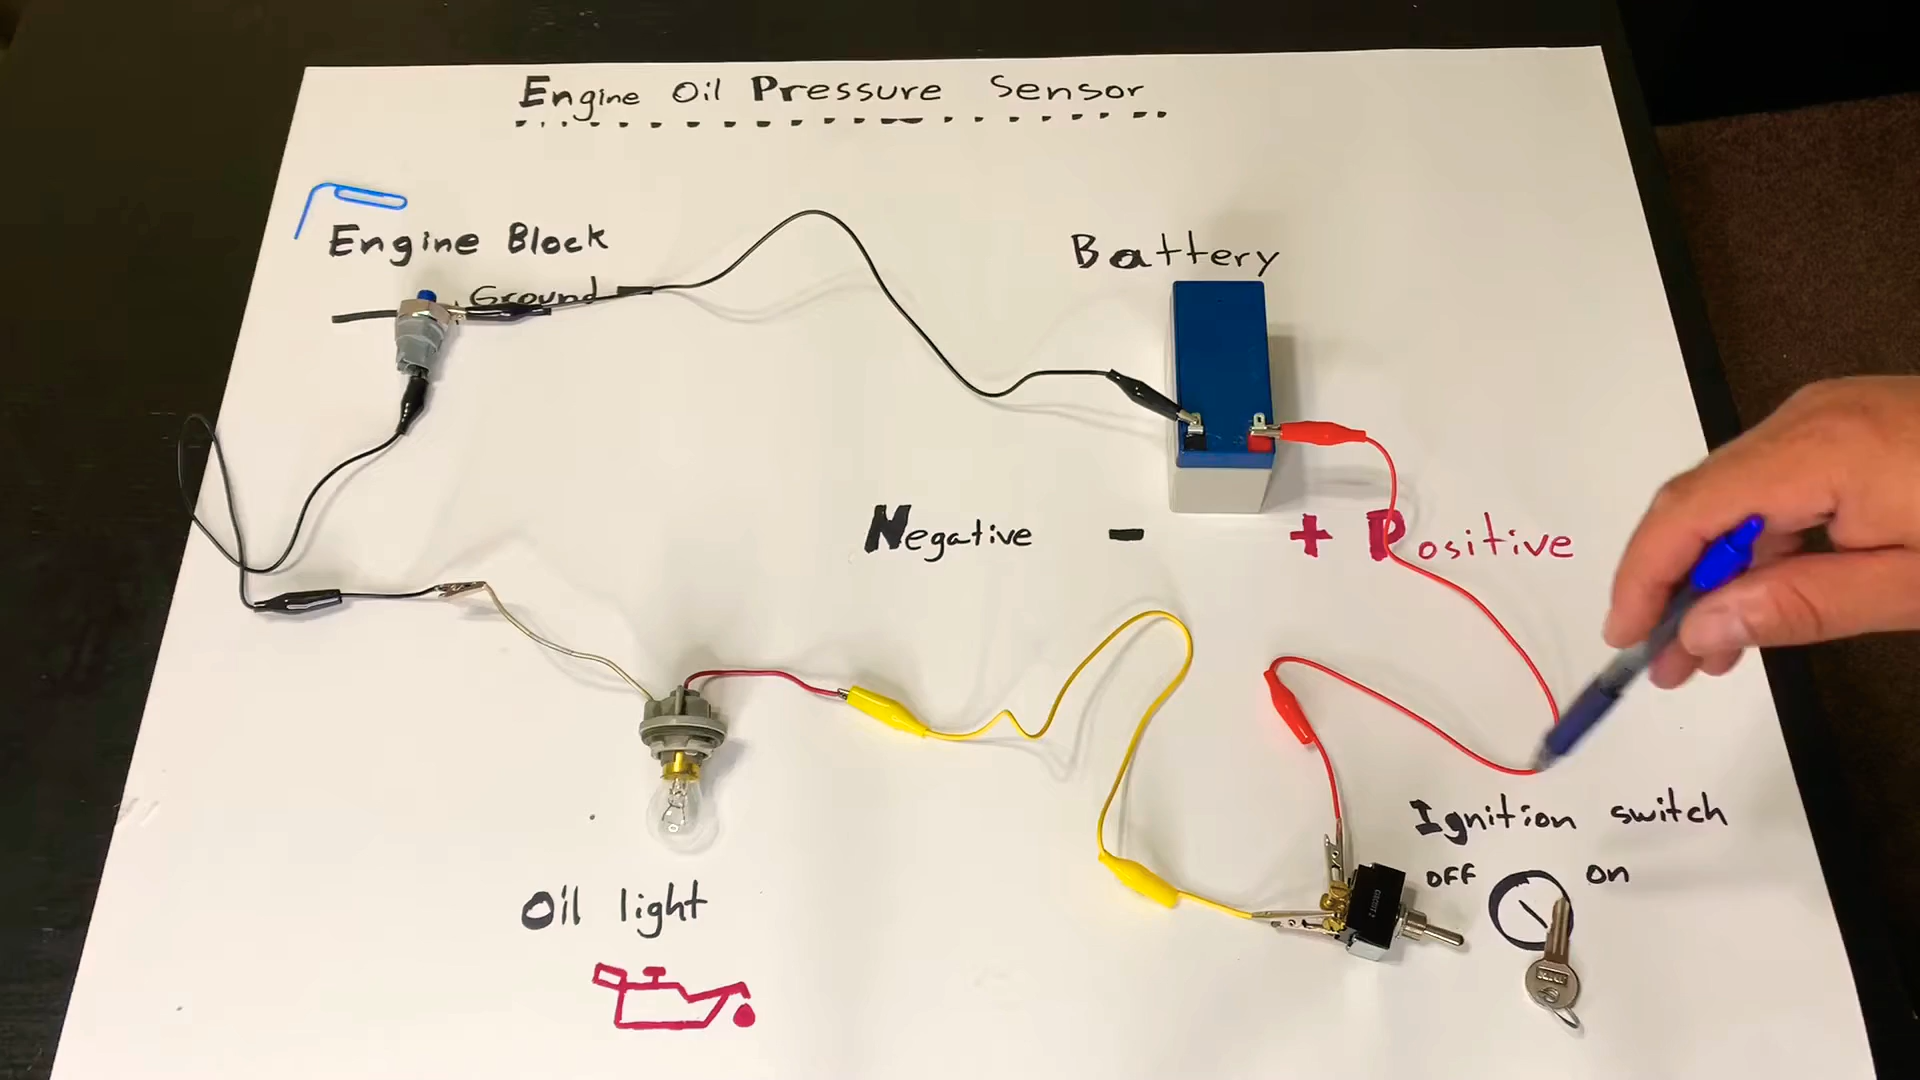 Engine Oil Pressure Sensor
Engine Block
Ground
Battery
Negative -
+ Positive
Ignition switch
OFF
On
Oil light